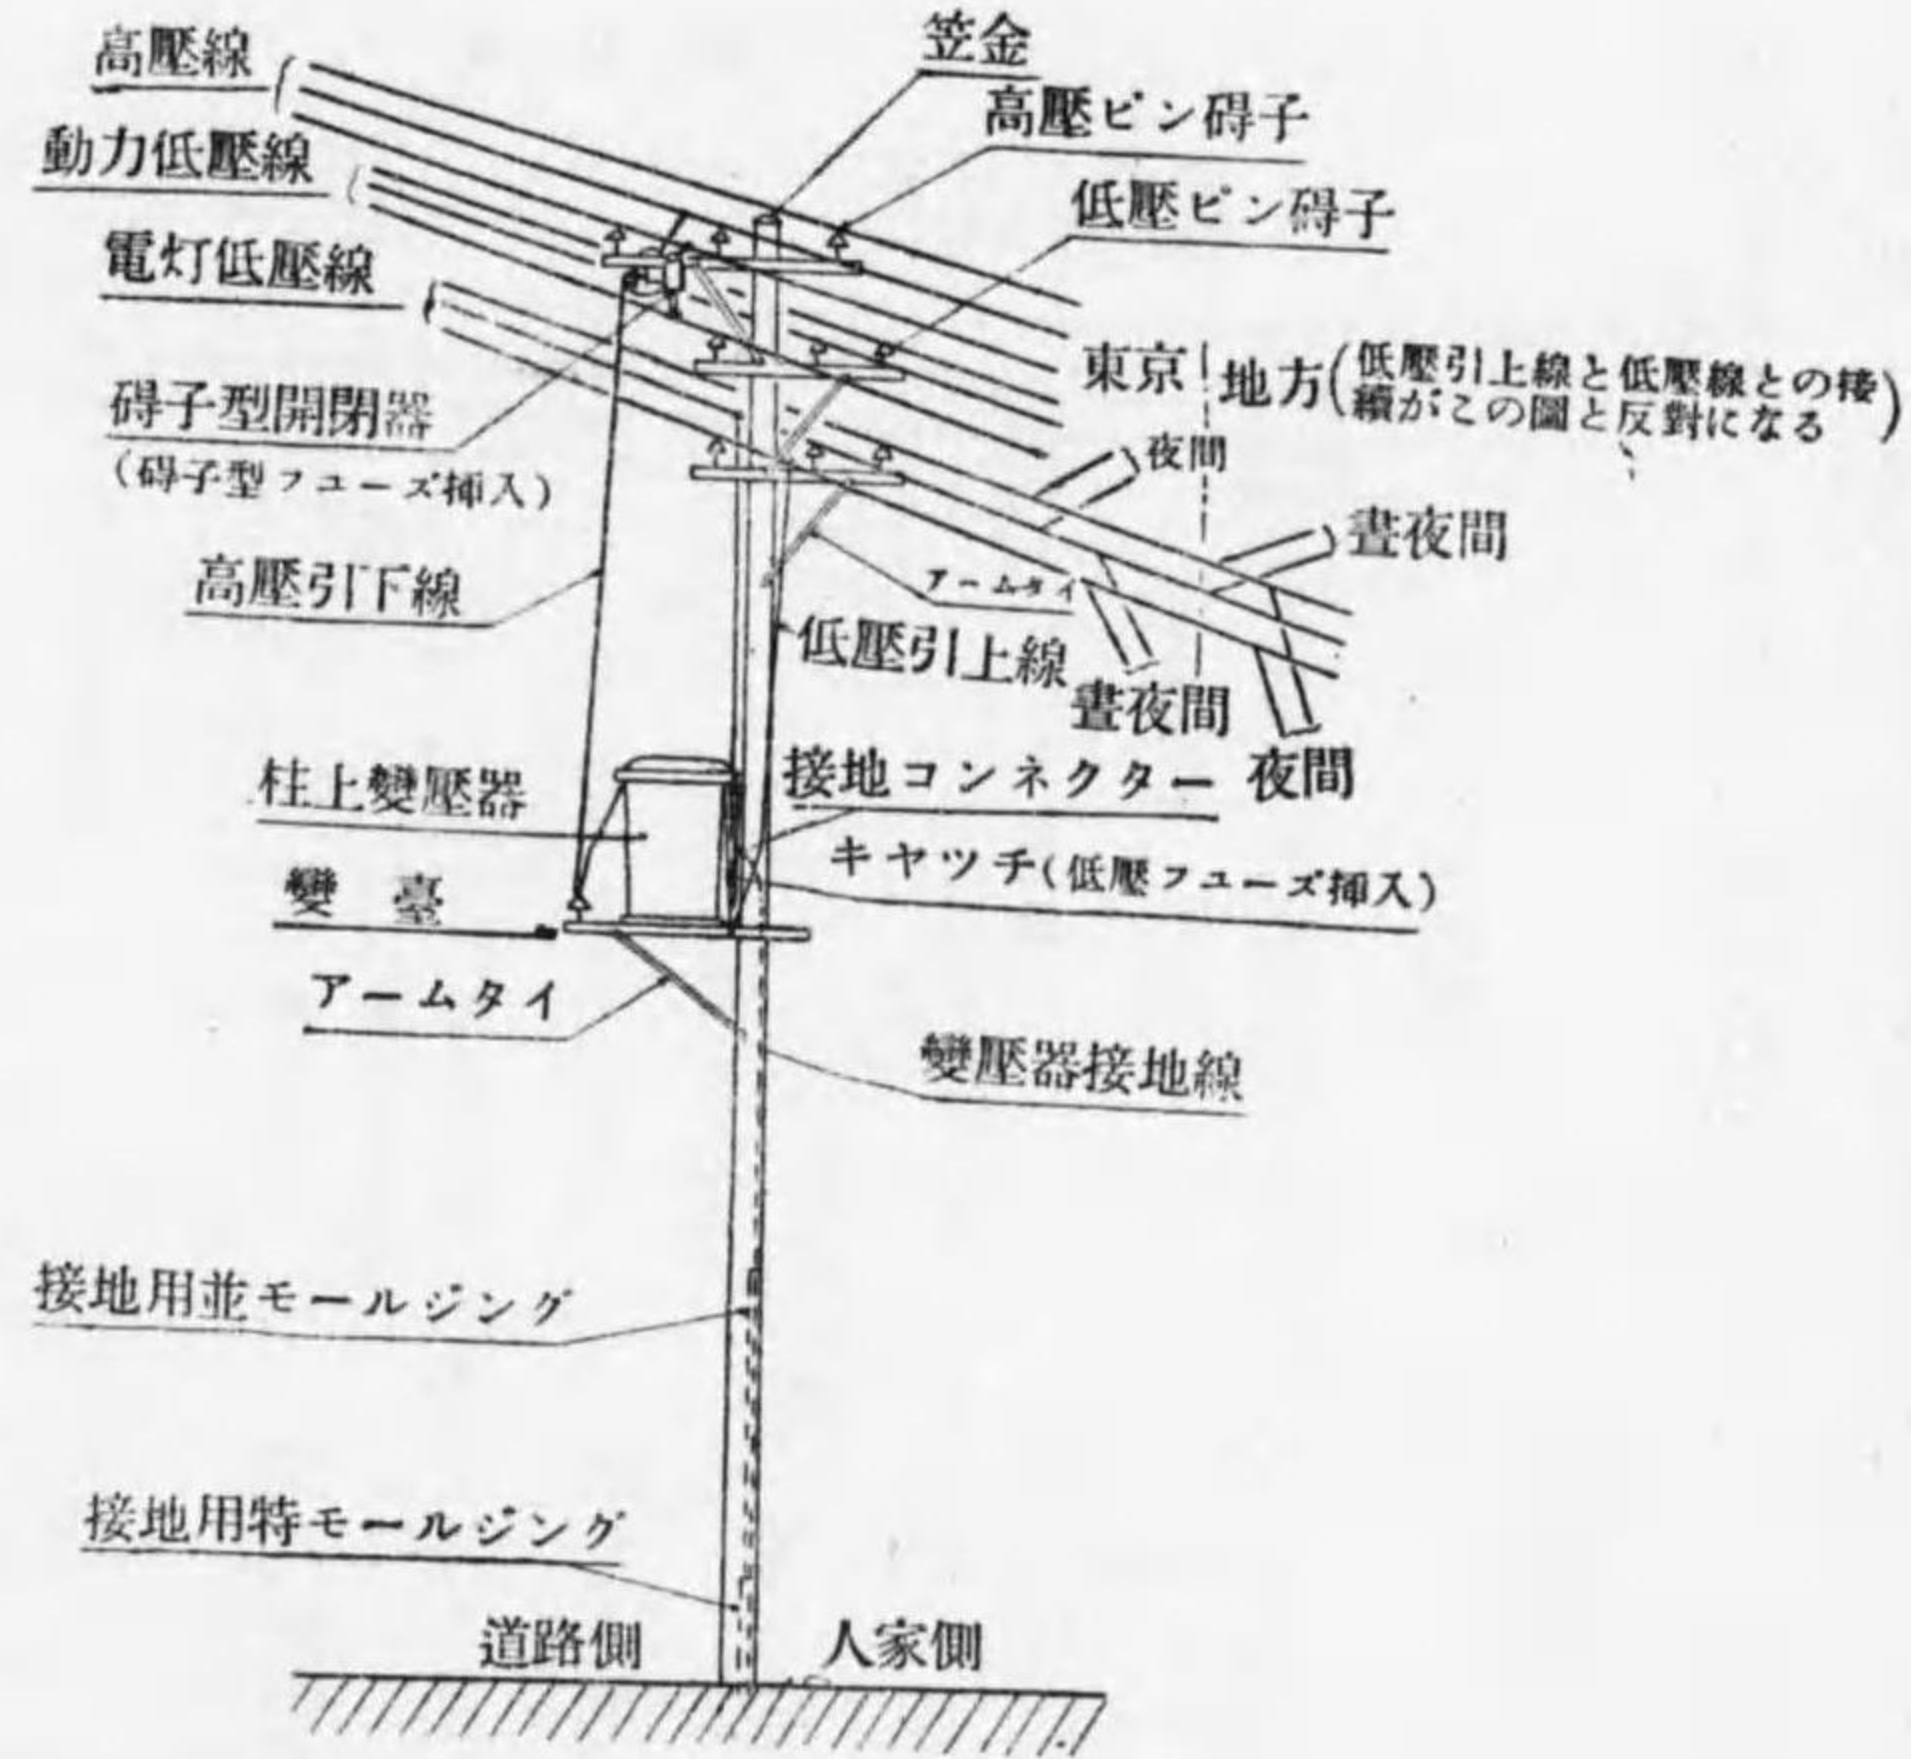 高壓線
笠金
高壓ピン碍子
動力低壓線
低壓ピン碍子
電灯低壓線
東京
地方(低壓引上線と低壓線との接
續がこの圖と反對になる)
碍子型開閉器
(碍子型フユーズ挿入)
夜間
晝夜間
高壓引下線
アームタイ
低壓引上線
晝夜間
夜間
柱上變壓器
接地コンネクター
キヤツチ(低壓フユーズ挿入)
變臺
アームタイ
變壓器接地線
接地用並モールジング
接地用特モールジング
道路側
人家側